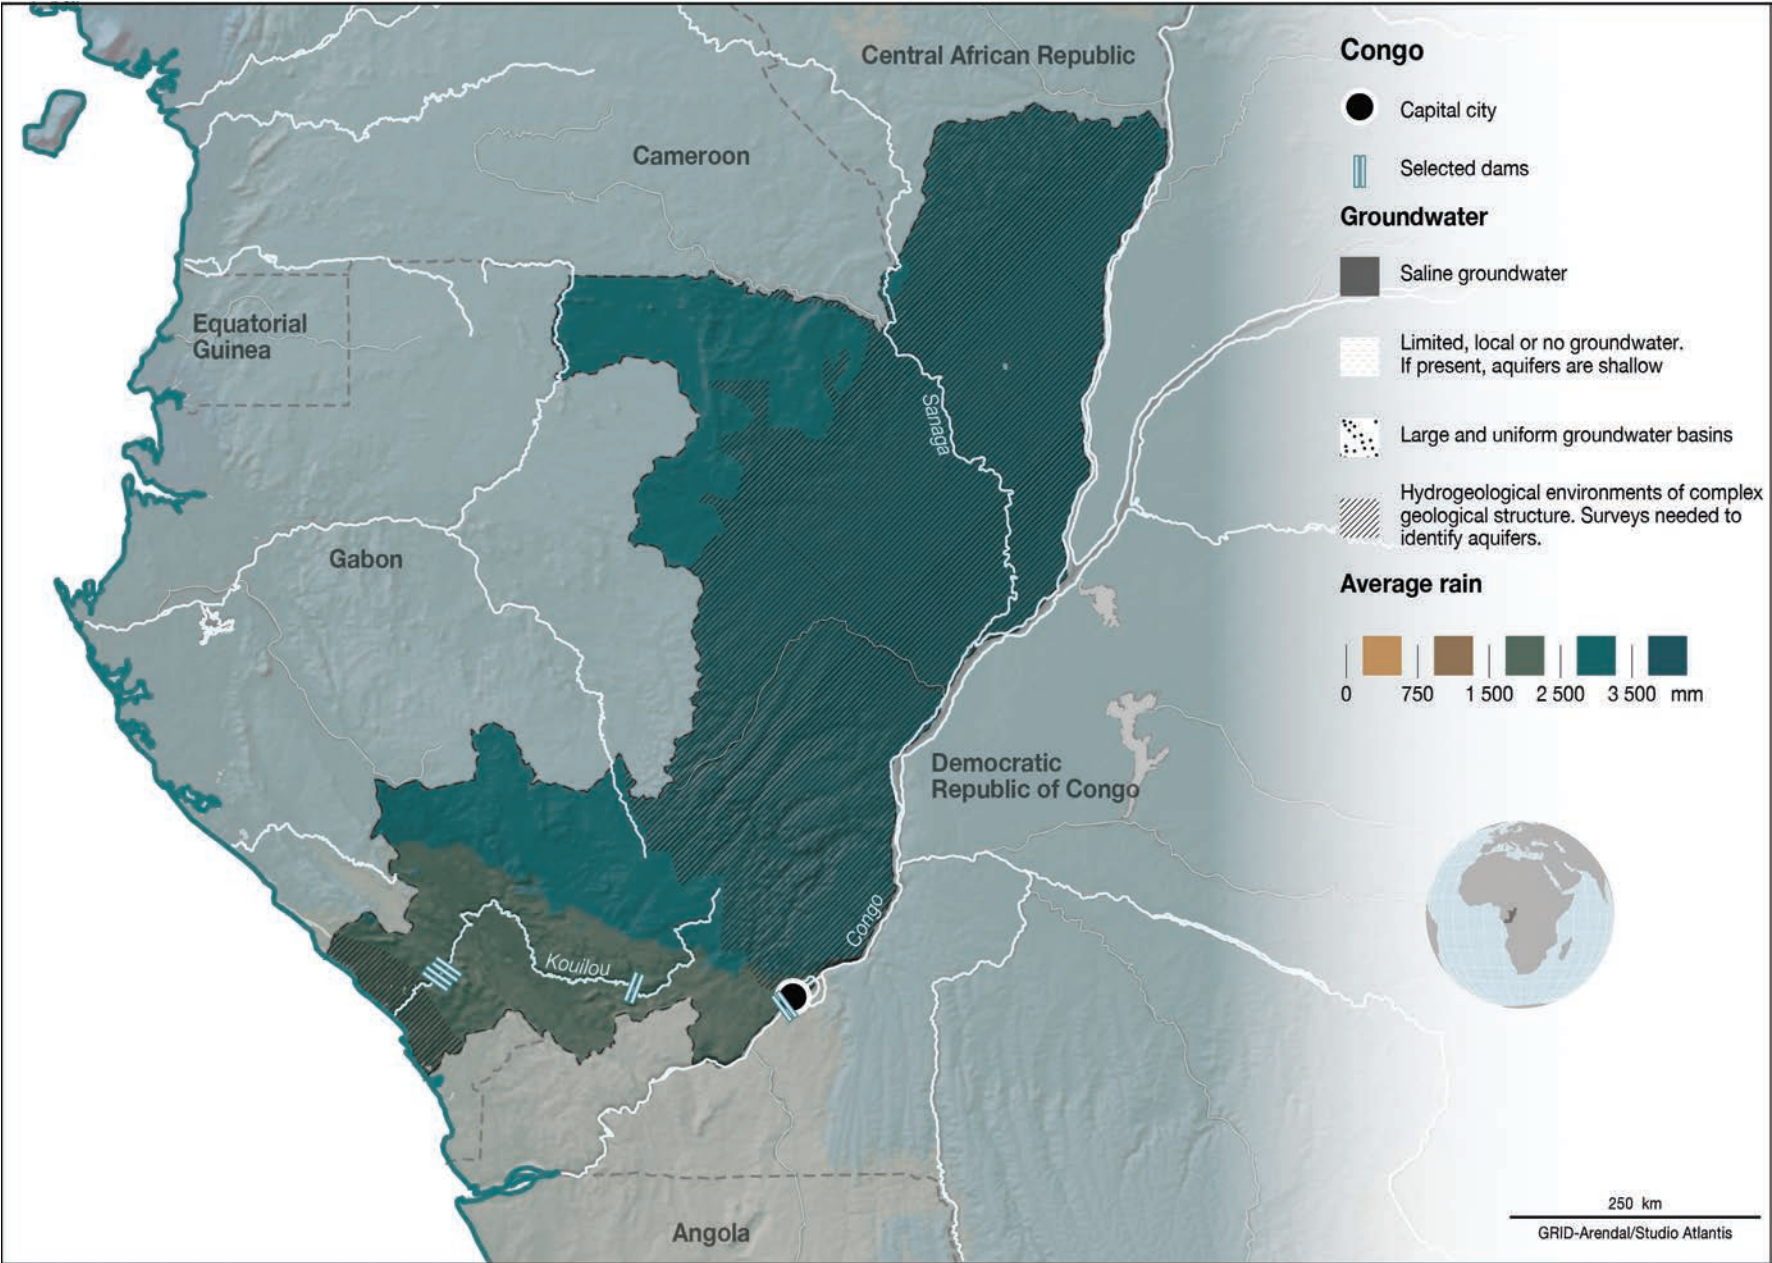 Central African Republic
Cameroon
Equatorial
Guinea
Gabon
Sanaga
Democratic
Republic of Congo
Congo
Kouilou
Angola
Congo
Capital city
Selected dams
Groundwater
Saline groundwater
Limited, local or no groundwater.
If present, aquifers are shallow
Large and uniform groundwater basins
Hydrogeological environments of complex
geological structure. Surveys needed to
identify aquifers.
Average rain
0 750 1 500 2 500 3 500 mm
250 km
GRID-Arendal/Studio Atlantis